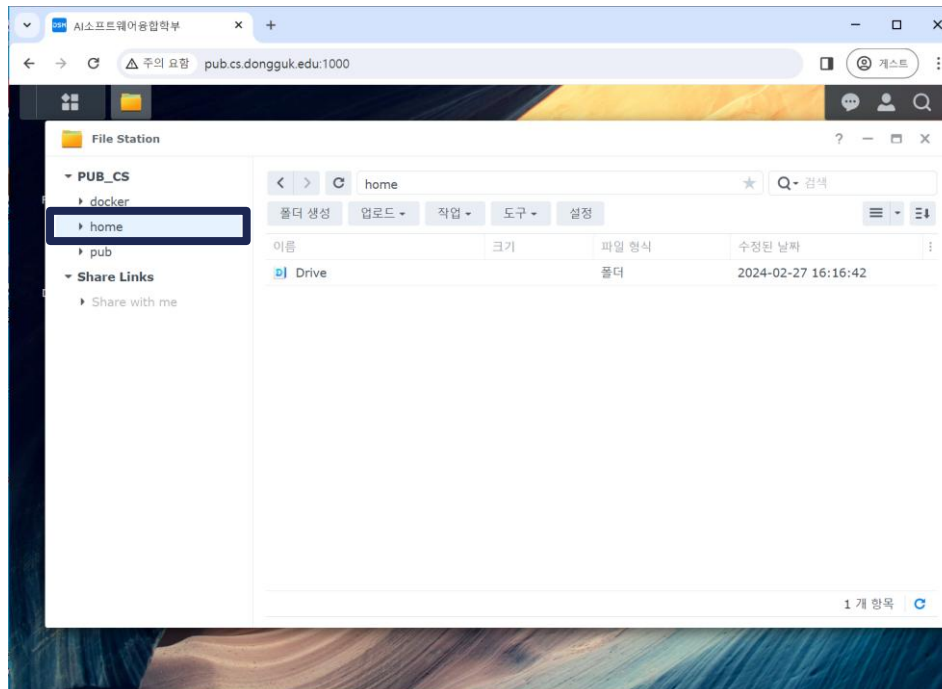 DSM AI소프트웨어융합학부
주의 요함 pub.cs.dongguk.edu:1000 게스트
File Station
PUB_CS
docker
home
pub
Share Links
Share with me
home 검색
폴더 생성 업로드 작업 도구 설정
이름 크기 파일 형식 수정된 날짜
Drive 폴더 2024-02-27 16:16:42
1 개 항목